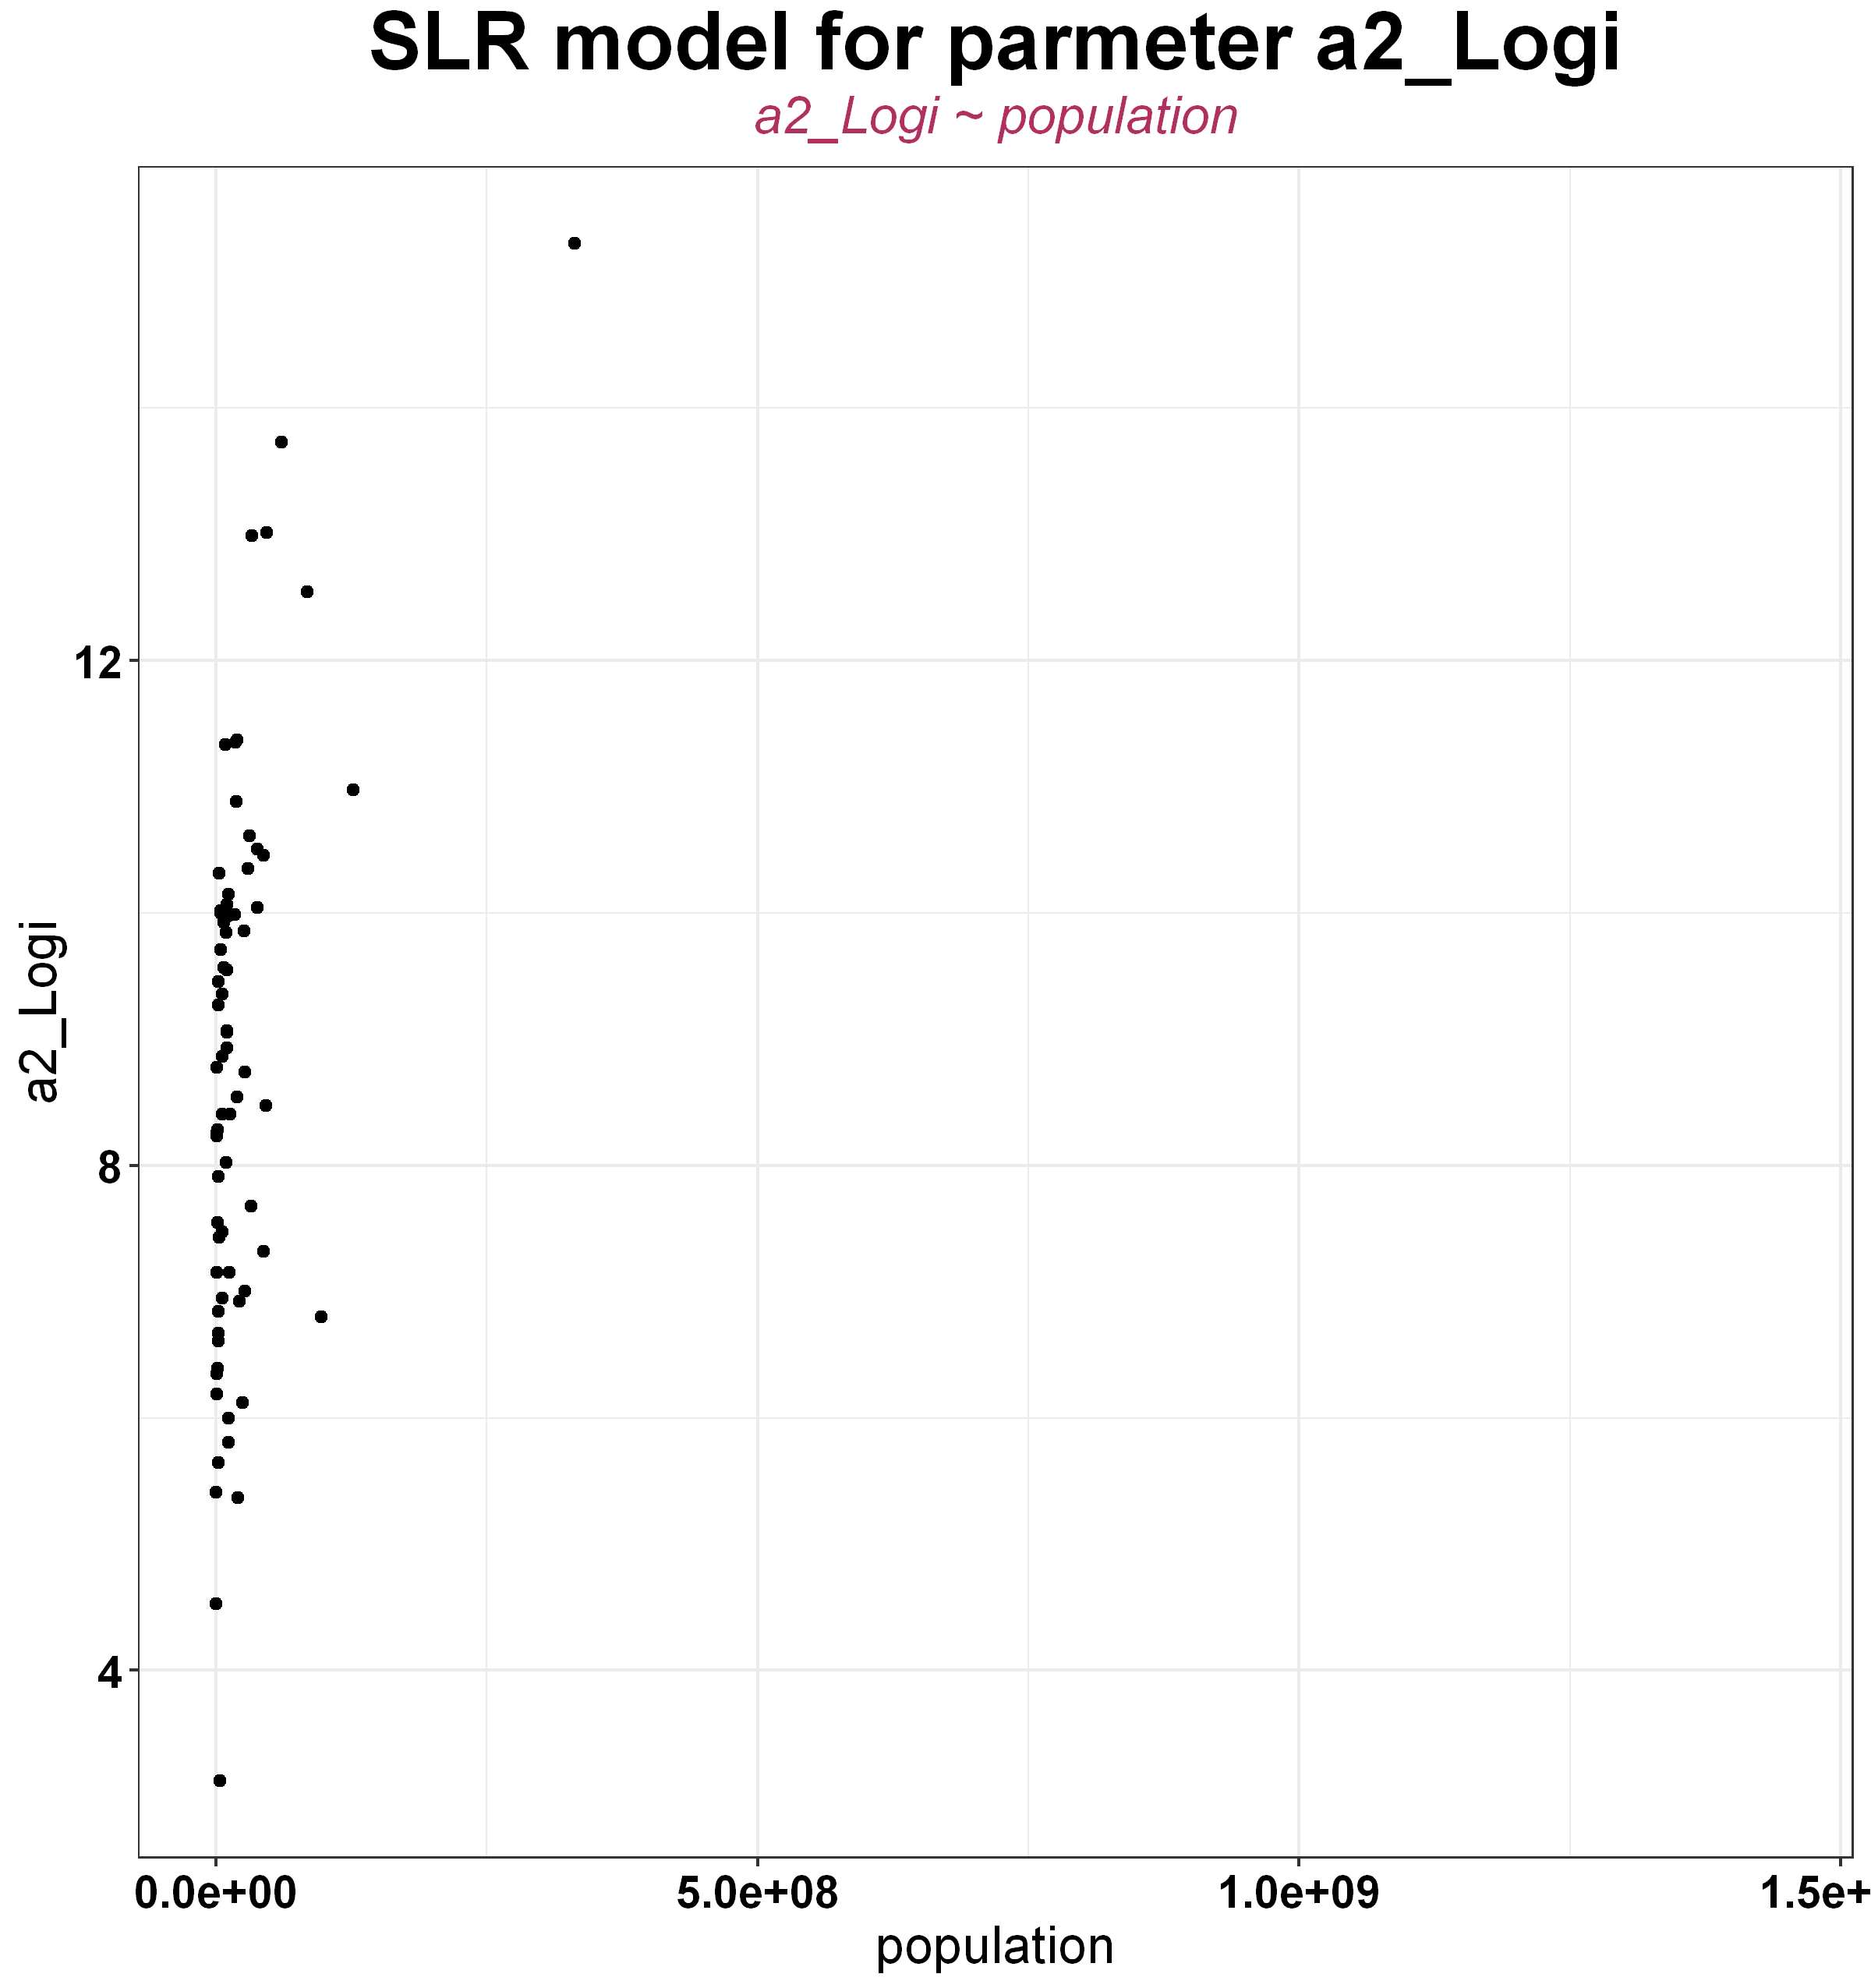 SLR model for parmeter a2_Logi
a2_Logi ~ population
12
8
4
a2_Logi
0.0e+00 5.0e+08 1.0e+09 1.5e+
population